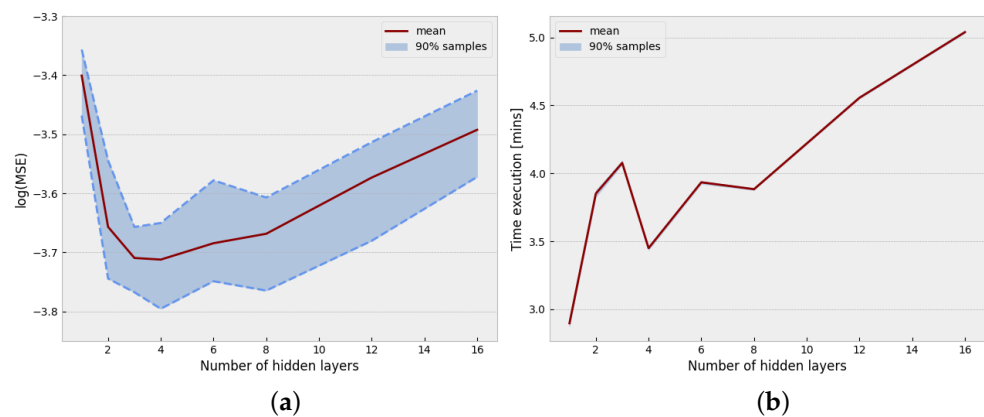 −3.3
−3.4
−3.5
−3.6
−3.7
−3.8
log(MSE)
mean
90% samples
2 4 6 8 10 12 14 16
Number of hidden layers
(a)
5.0
4.5
4.0
3.5
3.0
Time execution [mins]
mean
90% samples
2 4 6 8 10 12 14 16
Number of hidden layers
(b)